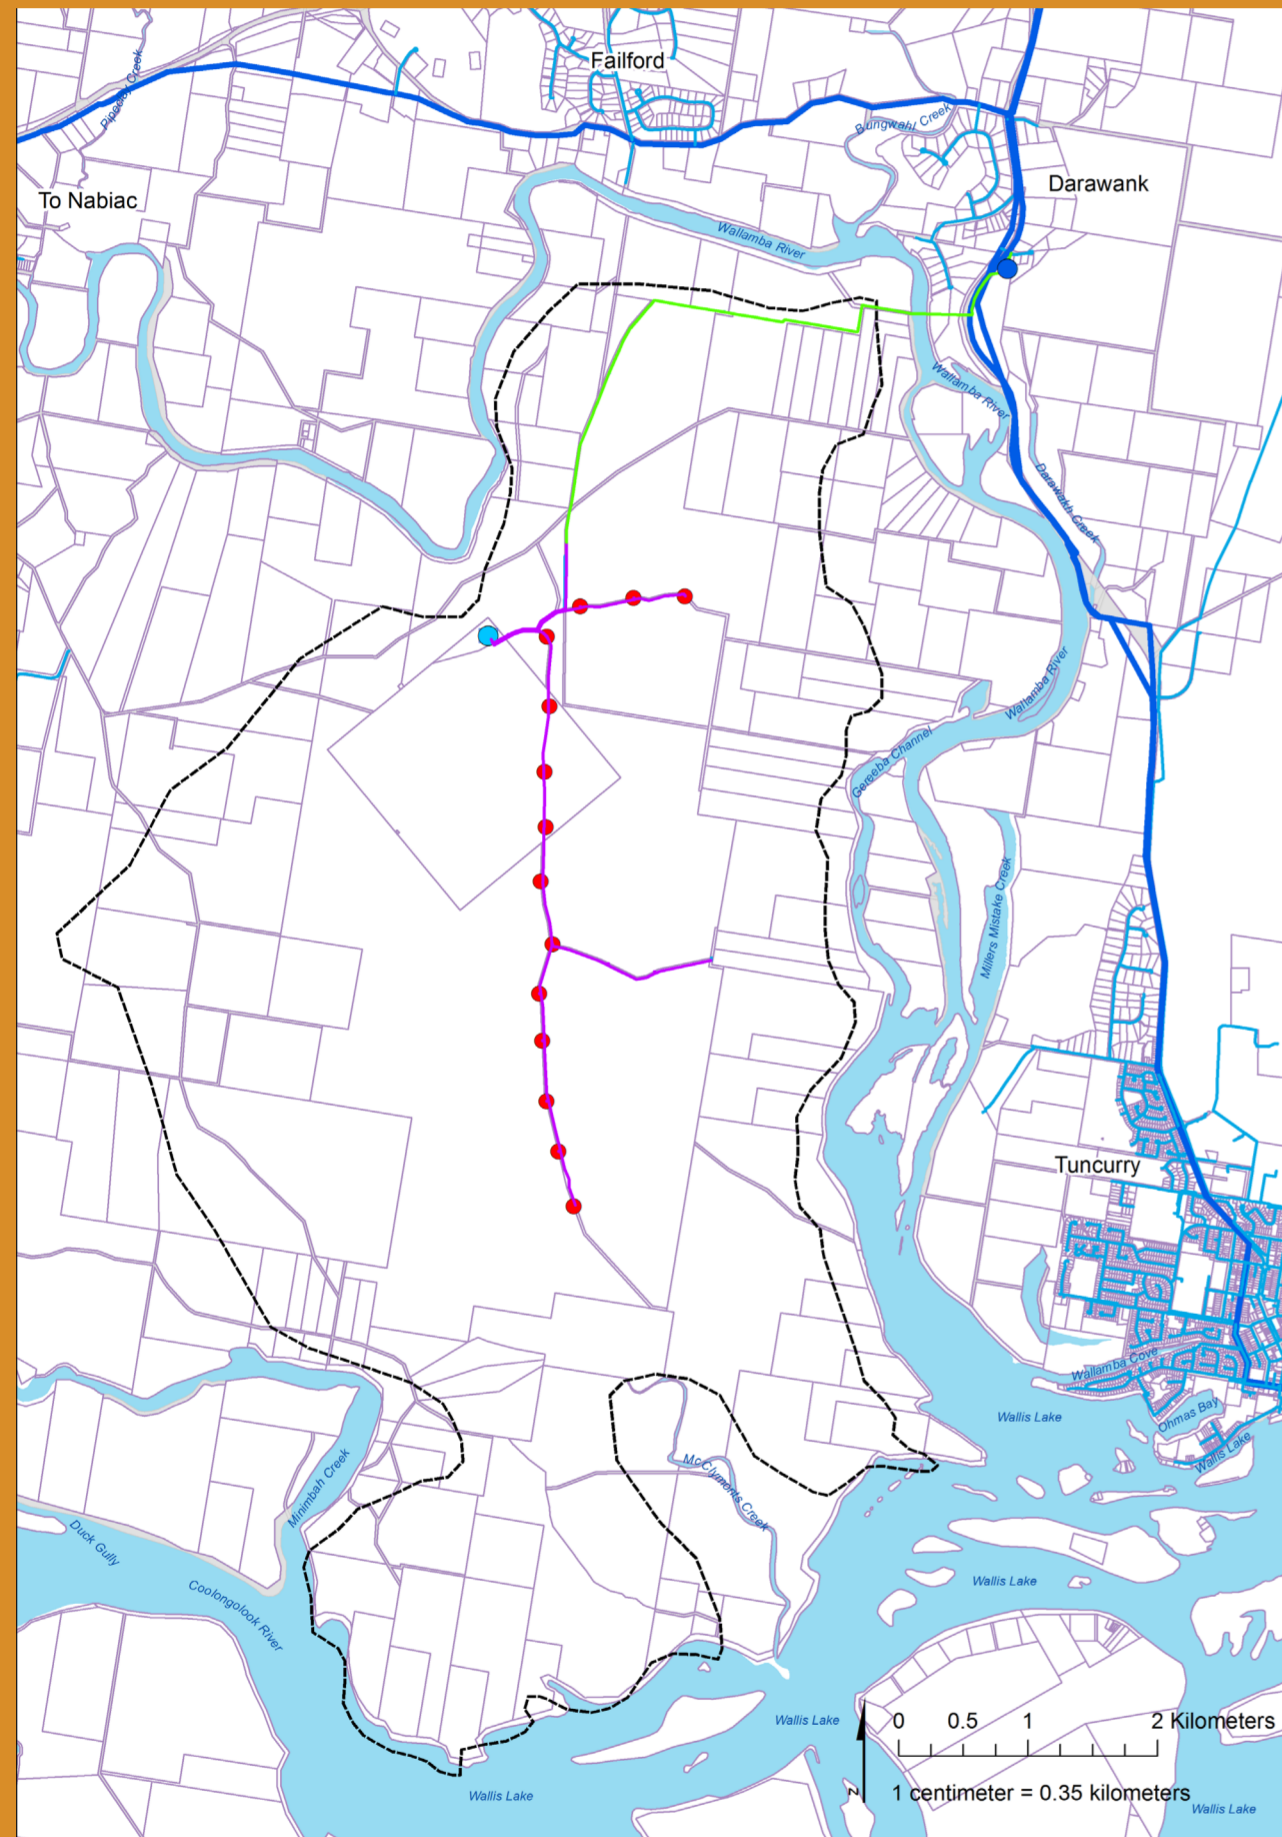 Failford
Pipeclay Creek
Bungwahl Creek
Darawank
To Nabiac
Wallamba River
Wallamba River
Darawakh Creek
Wallamba River
Gereeba Channel
Millers Mistake Creek
Tuncurry
Wallamba Cove
Ohmas Bay
Wallis Lake
Wallis Lake
McClymonts Creek
Minimbah Creek
Duck Gully
Coolongolook River
Wallis Lake
Wallis Lake
0 0.5 1 2 Kilometers
1 centimeter = 0.35 kilometers
z
Wallis Lake
Wallis Lake